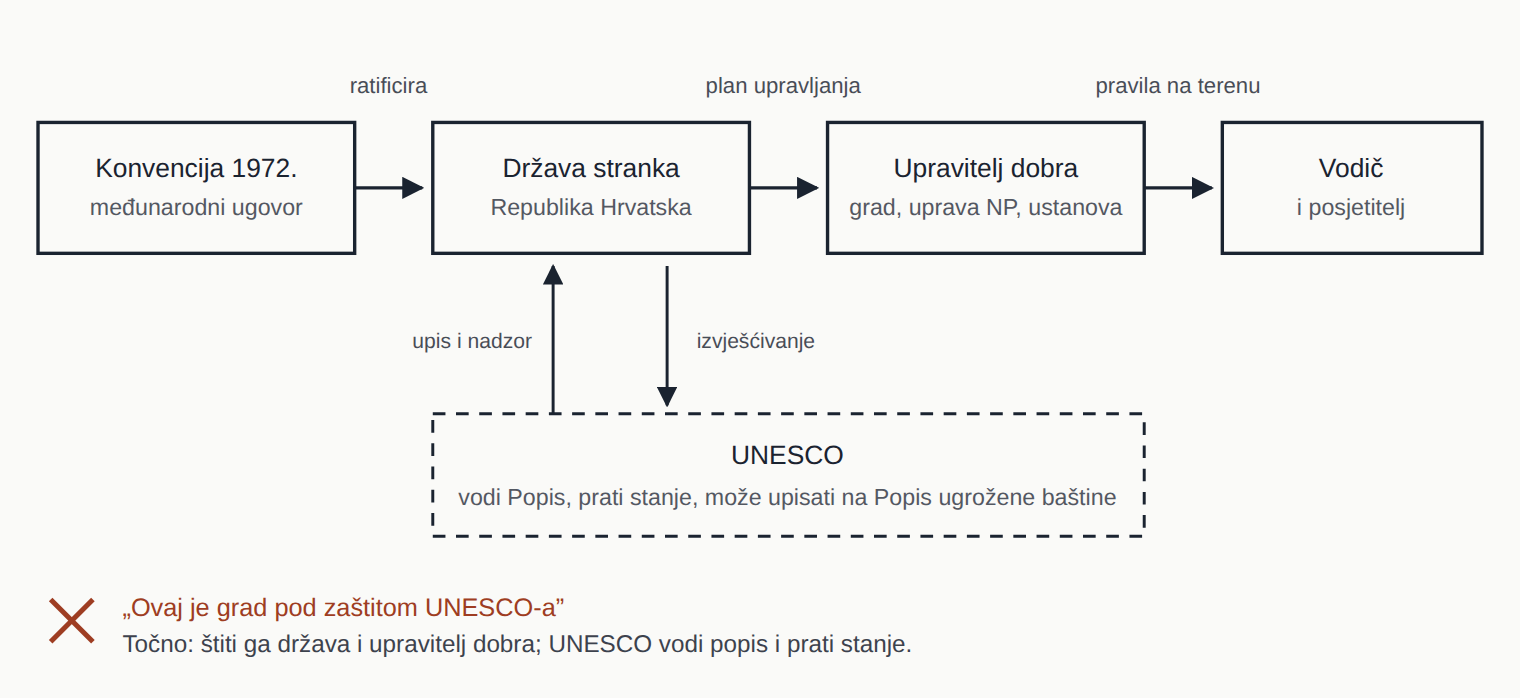 ratificira
plan upravljanja
pravila na terenu
Konvencija 1972.
međunarodni ugovor
Država stranka
Republika Hrvatska
Upravitelj dobra
grad, uprava NP, ustanova
Vodič
i posjetitelj
upis i nadzor
izvješćivanje
UNESCO
vodi Popis, prati stanje, može upisati na Popis ugrožene baštine
„Ovaj je grad pod zaštitom UNESCO-a”
Točno: štiti ga država i upravitelj dobra; UNESCO vodi popis i prati stanje.